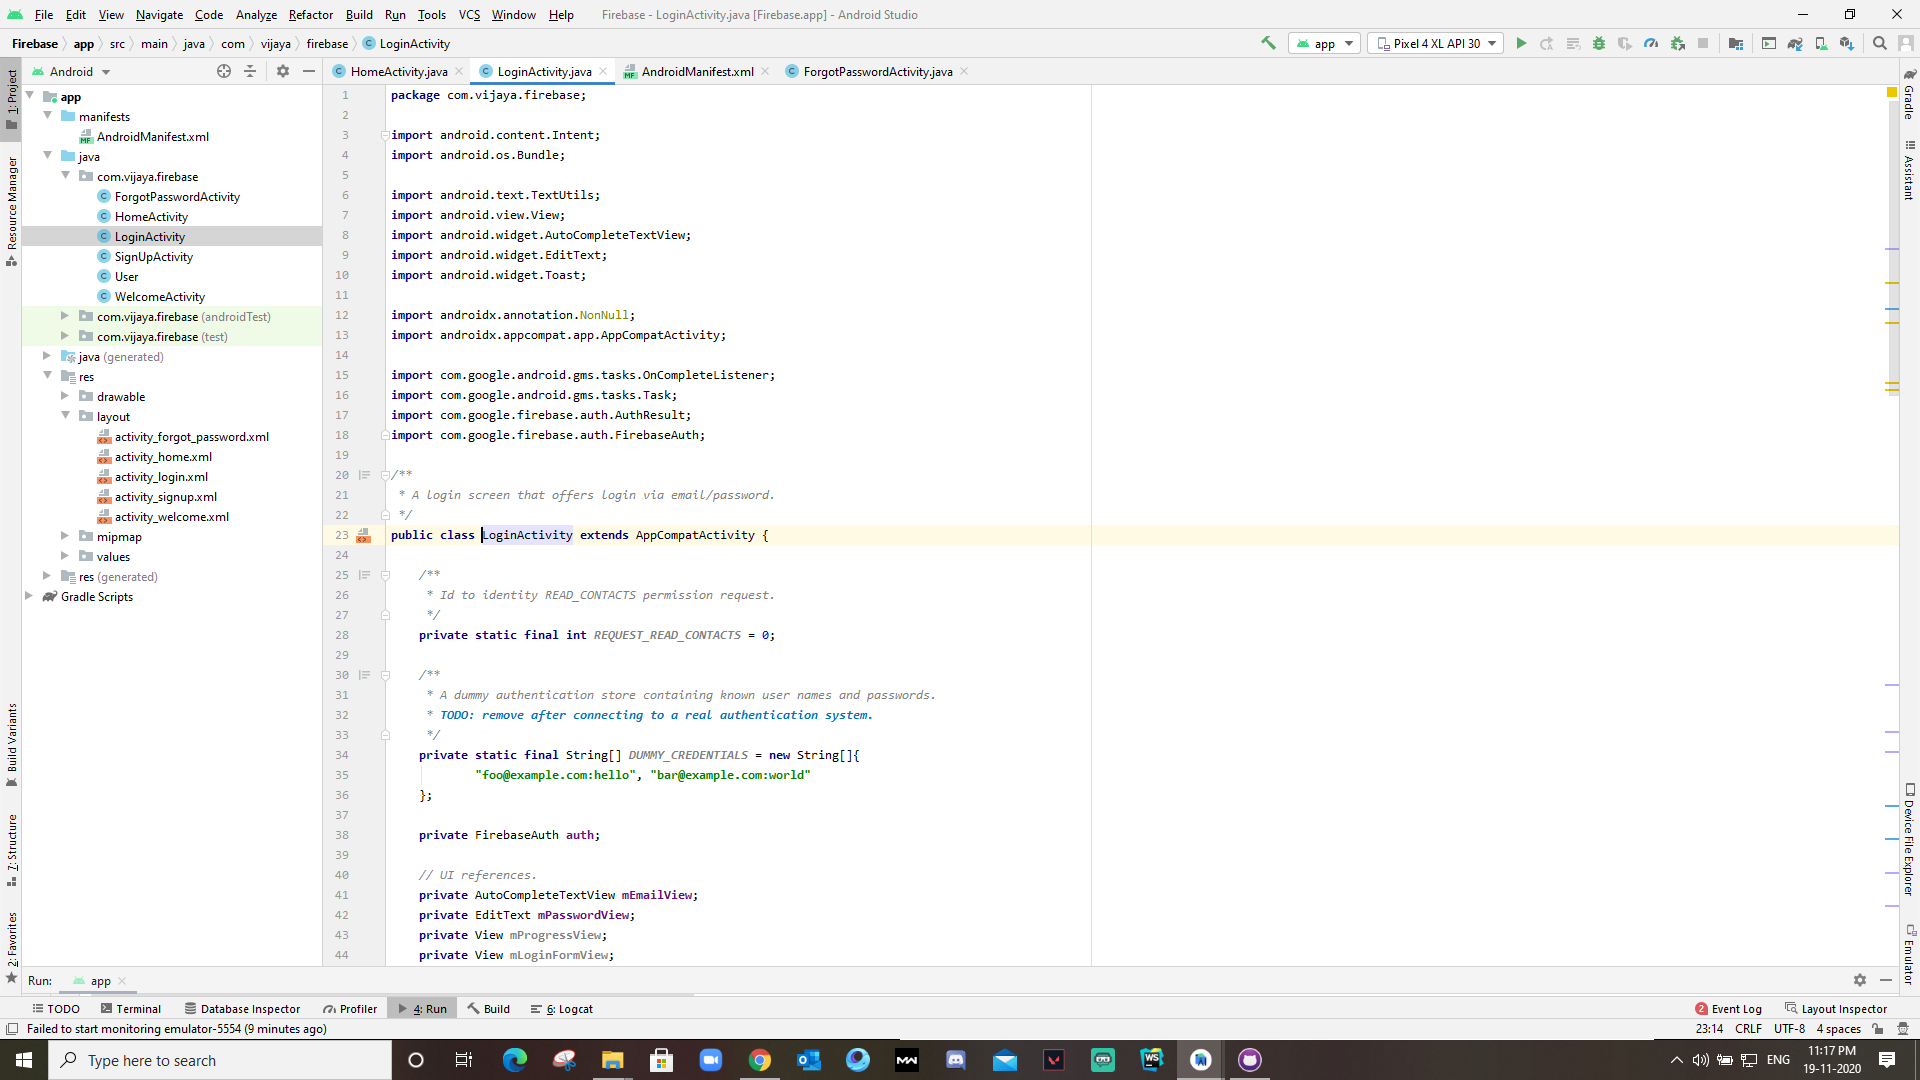 File Edit View Navigate Code Analyze Refactor Build Run Tools VCS Window Help Firebase - LoginActivity.java [Firebase.app] - Android Studio
Firebase app src main java com vijaya firebase LoginActivity app Pixel 4 XL API 30
Android HomeActivity.java LoginActivity.java AndroidManifest.xml ForgotPasswordActivity.java
1: Project
Resource Manager
Build Variants
7: Structure
2: Favorites
app
manifests
AndroidManifest.xml
java
com.vijaya.firebase
ForgotPasswordActivity
HomeActivity
LoginActivity
SignUpActivity
User
WelcomeActivity
com.vijaya.firebase (androidTest)
com.vijaya.firebase (test)
java (generated)
res
drawable
layout
activity_forgot_password.xml
activity_home.xml
activity_login.xml
activity_signup.xml
activity_welcome.xml
mipmap
values
res (generated)
Gradle Scripts
1 package com.vijaya.firebase;
2
3 import android.content.Intent;
4 import android.os.Bundle;
5
6 import android.text.TextUtils;
7 import android.view.View;
8 import android.widget.AutoCompleteTextView;
9 import android.widget.EditText;
10 import android.widget.Toast;
11
12 import androidx.annotation.NonNull;
13 import androidx.appcompat.app.AppCompatActivity;
14
15 import com.google.android.gms.tasks.OnCompleteListener;
16 import com.google.android.gms.tasks.Task;
17 import com.google.firebase.auth.AuthResult;
18 import com.google.firebase.auth.FirebaseAuth;
19
20 /**
21 * A login screen that offers login via email/password.
22 */
23 public class LoginActivity extends AppCompatActivity {
24
25 /**
26 * Id to identity READ_CONTACTS permission request.
27 */
28 private static final int REQUEST_READ_CONTACTS = 0;
29
30 /**
31 * A dummy authentication store containing known user names and passwords.
32 * TODO: remove after connecting to a real authentication system.
33 */
34 private static final String[] DUMMY_CREDENTIALS = new String[]{
35 "foo@example.com:hello", "bar@example.com:world"
36 };
37
38 private FirebaseAuth auth;
39
40 // UI references.
41 private AutoCompleteTextView mEmailView;
42 private EditText mPasswordView;
43 private View mProgressView;
44 private View mLoginFormView;
Gradle
Assistant
Device File Explorer
Emulator
Run: app
TODO Terminal Database Inspector Profiler 4: Run Build 6: Logcat 2 Event Log Layout Inspector
Failed to start monitoring emulator-5554 (9 minutes ago) 23:14 CRLF UTF-8 4 spaces
Type here to search ENG 11:17 PM
19-11-2020